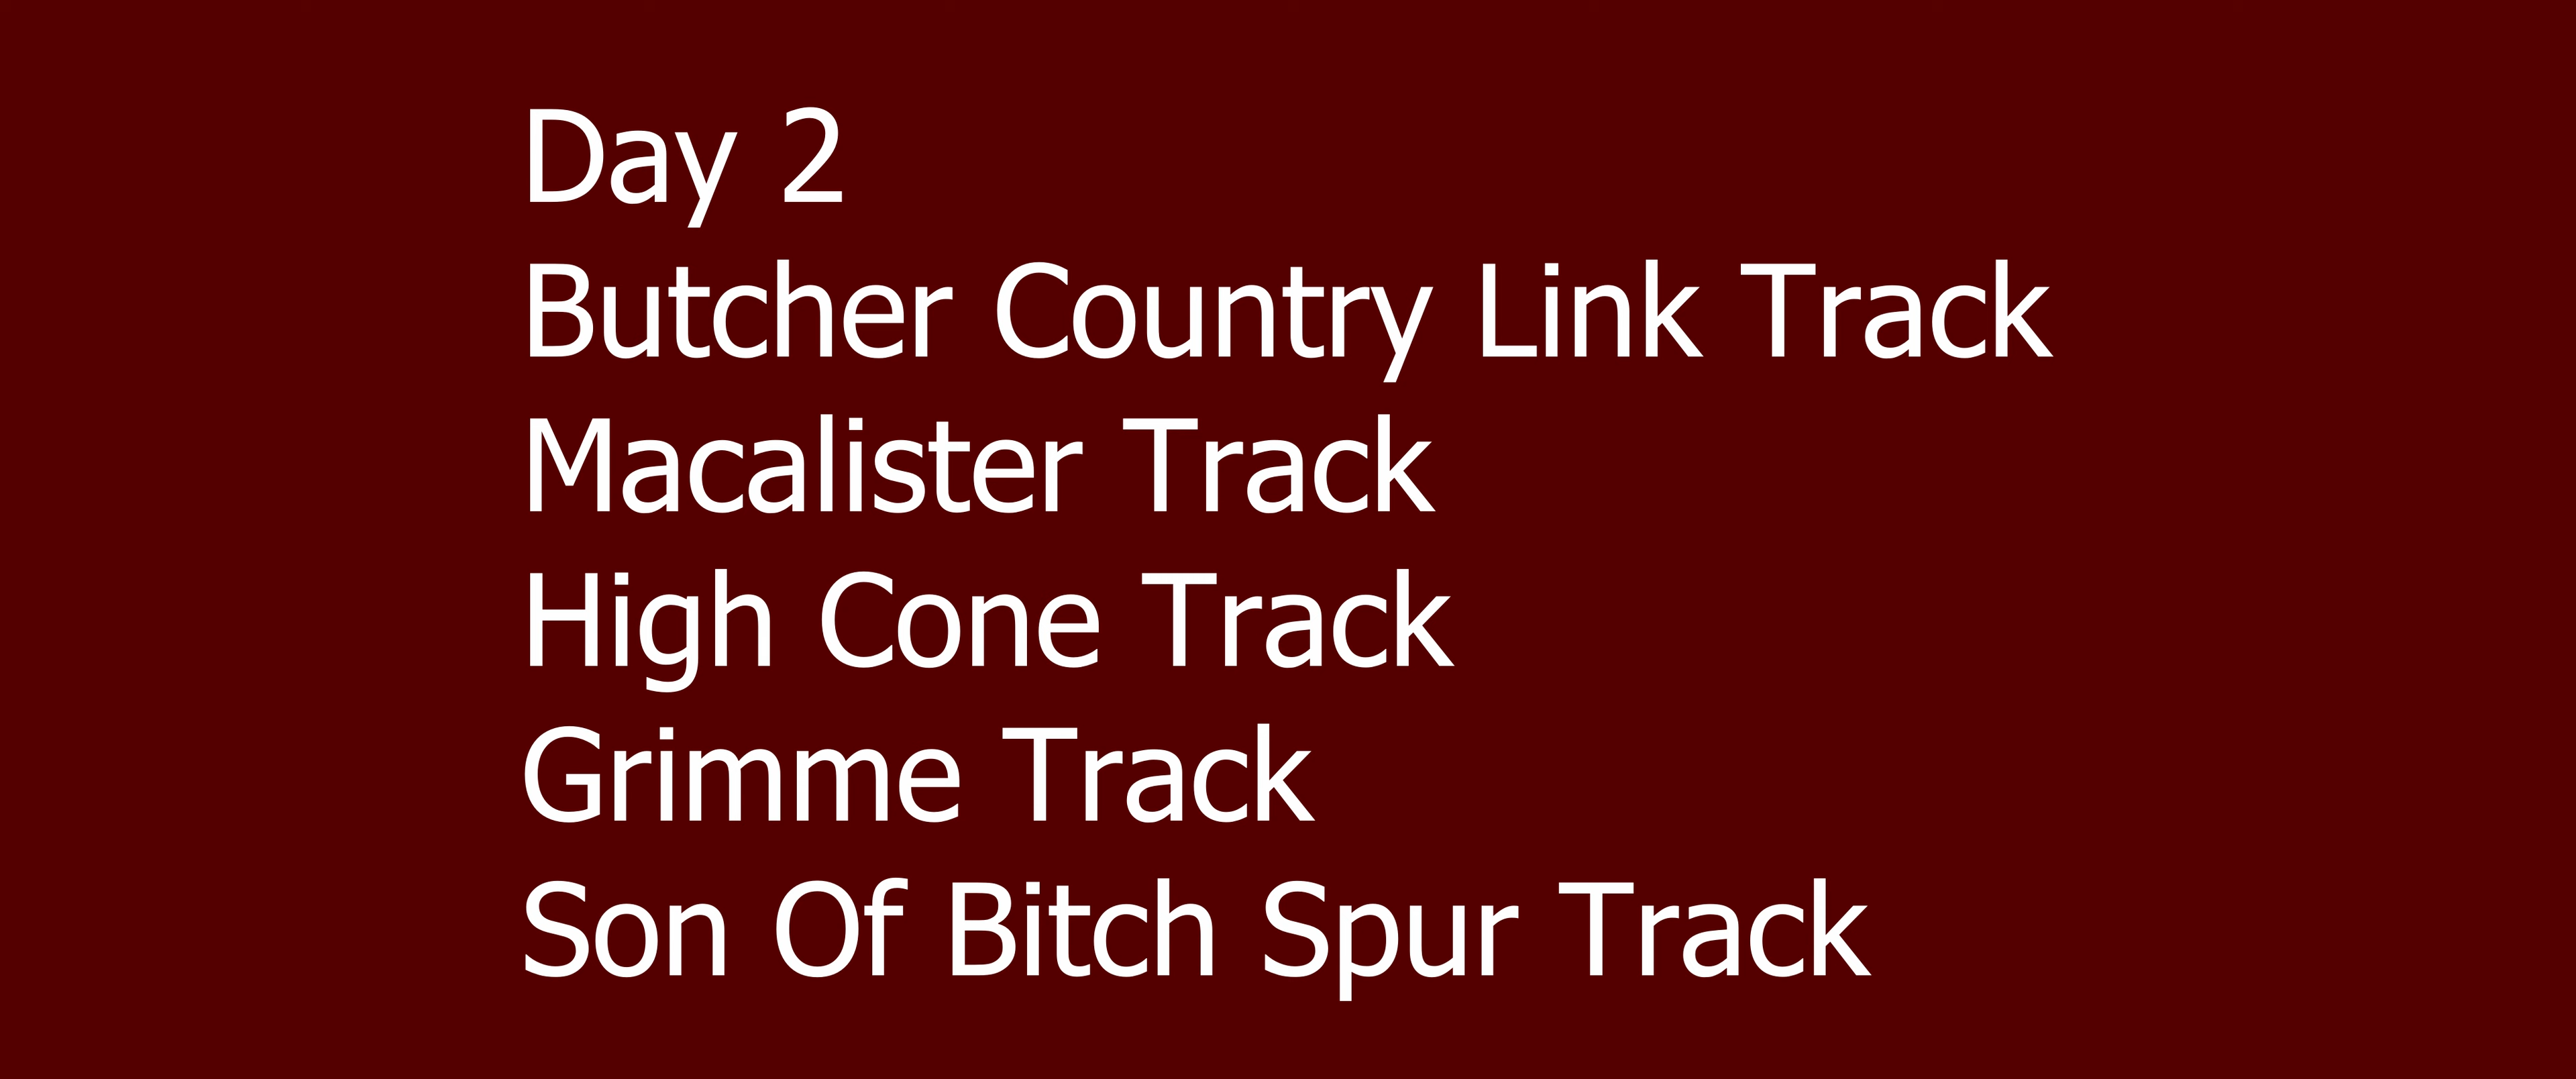 Day 2
Butcher Country Link Track
Macalister Track
High Cone Track
Grimme Track
Son Of Bitch Spur Track